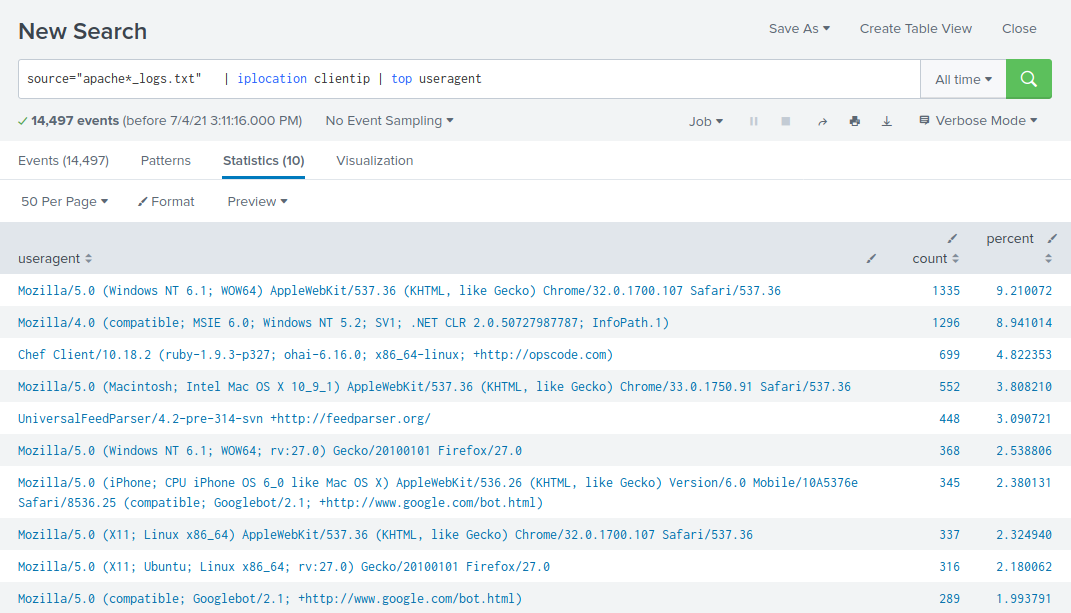 New Search
Save As
Create Table View
Close
source="apache*_logs.txt" | iplocation clientip | top useragent
All time
14,497 events (before 7/4/21 3:11:16.000 PM)
No Event Sampling
Job
Verbose Mode
Events (14,497)
Patterns
Statistics (10)
Visualization
50 Per Page
Format
Preview
useragent
count
percent
Mozilla/5.0 (Windows NT 6.1; WOW64) AppleWebKit/537.36 (KHTML, like Gecko) Chrome/32.0.1700.107 Safari/537.36 1335 9.210072
Mozilla/4.0 (compatible; MSIE 6.0; Windows NT 5.2; SV1; .NET CLR 2.0.50727987787; InfoPath.1) 1296 8.941014
Chef Client/10.18.2 (ruby-1.9.3-p327; ohai-6.16.0; x86_64-linux; +http://opscode.com) 699 4.822353
Mozilla/5.0 (Macintosh; Intel Mac OS X 10_9_1) AppleWebKit/537.36 (KHTML, like Gecko) Chrome/33.0.1750.91 Safari/537.36 552 3.808210
UniversalFeedParser/4.2-pre-314-svn +http://feedparser.org/ 448 3.090721
Mozilla/5.0 (Windows NT 6.1; WOW64; rv:27.0) Gecko/20100101 Firefox/27.0 368 2.538806
Mozilla/5.0 (iPhone; CPU iPhone OS 6_0 like Mac OS X) AppleWebKit/536.26 (KHTML, like Gecko) Version/6.0 Mobile/10A5376e 345 2.380131
Safari/8536.25 (compatible; Googlebot/2.1; +http://www.google.com/bot.html)
Mozilla/5.0 (X11; Linux x86_64) AppleWebKit/537.36 (KHTML, like Gecko) Chrome/32.0.1700.107 Safari/537.36 337 2.324940
Mozilla/5.0 (X11; Ubuntu; Linux x86_64; rv:27.0) Gecko/20100101 Firefox/27.0 316 2.180062
Mozilla/5.0 (compatible; Googlebot/2.1; +http://www.google.com/bot.html) 289 1.993791